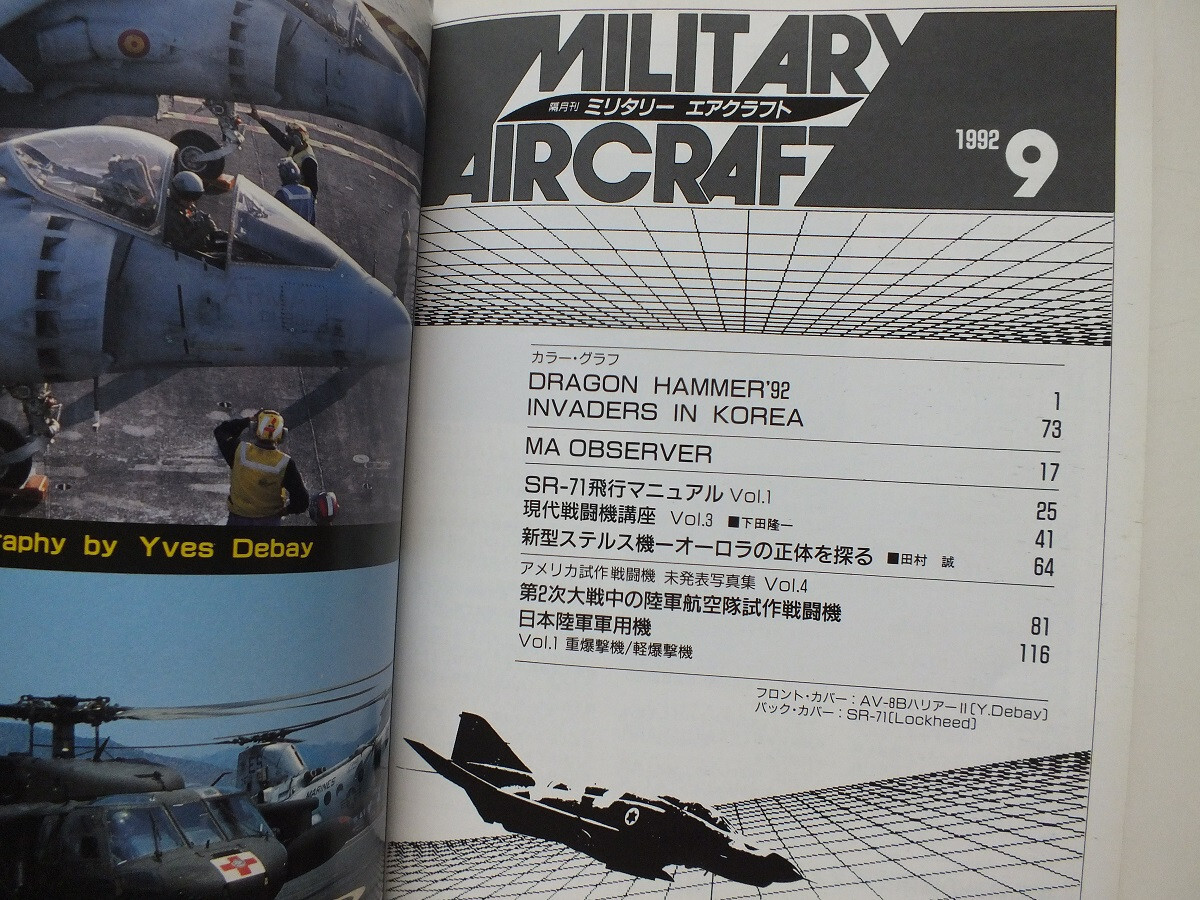 MILITARY
隔月刊 ミリタリー エアクラフト
AIRCRAFT
1992 9
カラー・グラフ
DRAGON HAMMER'92 1
INVADERS IN KOREA 73
MA OBSERVER 17
SR-71飛行マニュアル Vol.1 25
現代戦闘機講座 Vol.3 ■下田隆一 41
新型ステルス機ーオーロラの正体を探る ■田村 誠 64
アメリカ試作戦闘機 未発表写真集 Vol.4
第2次大戦中の陸軍航空隊試作戦闘機 81
日本陸軍軍用機 116
Vol.1 重爆撃機/軽爆撃機
フロント・カバー：AV-8BハリアーII[Y.Debay]
バック・カバー：SR-71[Lockheed]
raphy by Yves Debay
MARINES